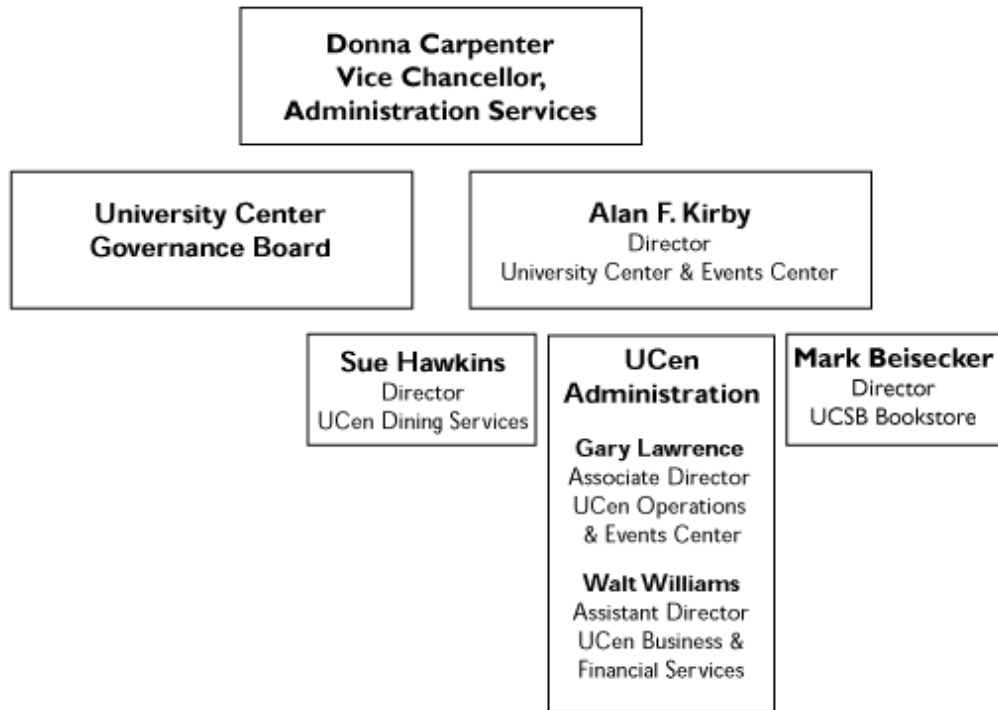 Donna Carpenter
Vice Chancellor,
Administration Services
University Center
Governance Board
Alan F. Kirby
Director
University Center & Events Center
Sue Hawkins
Director
UCen Dining Services
UCen
Administration
Gary Lawrence
Associate Director
UCen Operations
& Events Center
Walt Williams
Assistant Director
UCen Business &
Financial Services
Mark Beisecker
Director
UCSB Bookstore